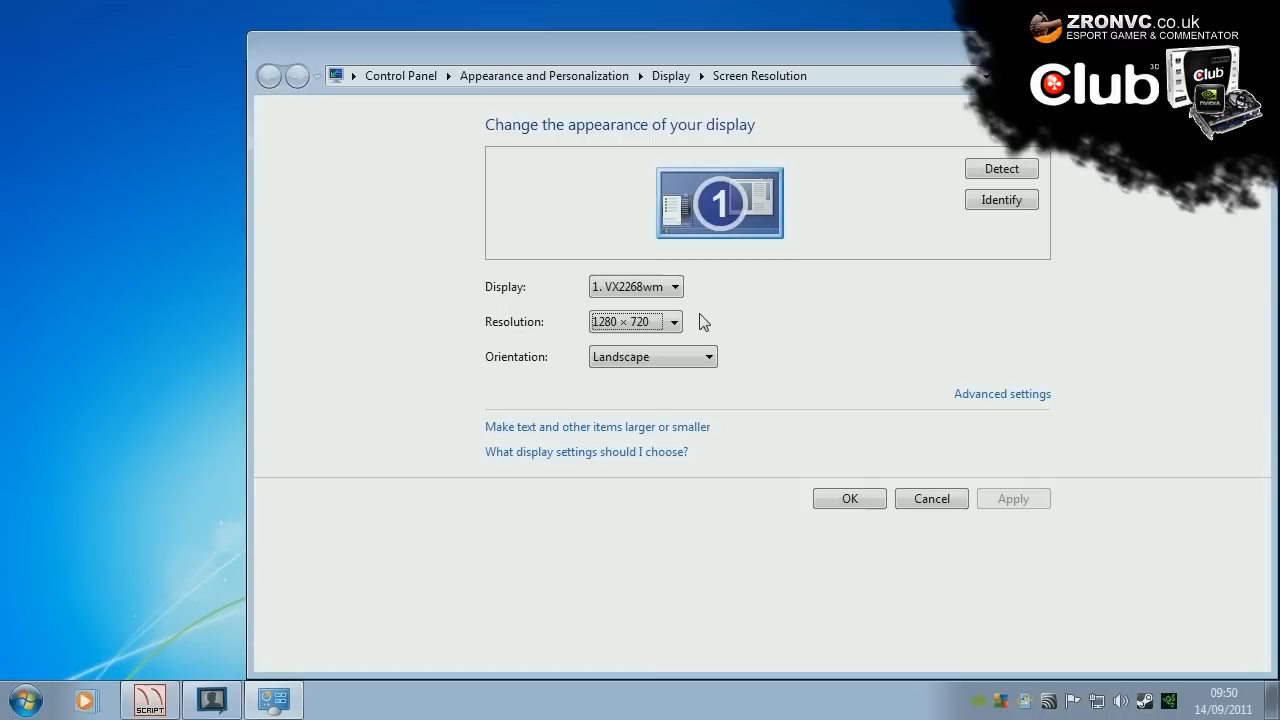 ZRONVC.co.uk
ESPORT GAMER & COMMENTATOR
Club 3D
Club
NVIDIA
Control Panel
Appearance and Personalization
Display
Screen Resolution
Change the appearance of your display
1
Detect
Identify
Display: 1. VX2268wm
Resolution: 1280 × 720
Orientation: Landscape
Advanced settings
Make text and other items larger or smaller
What display settings should I choose?
OK
Cancel
Apply
SCRIPT
09:50
14/09/2011